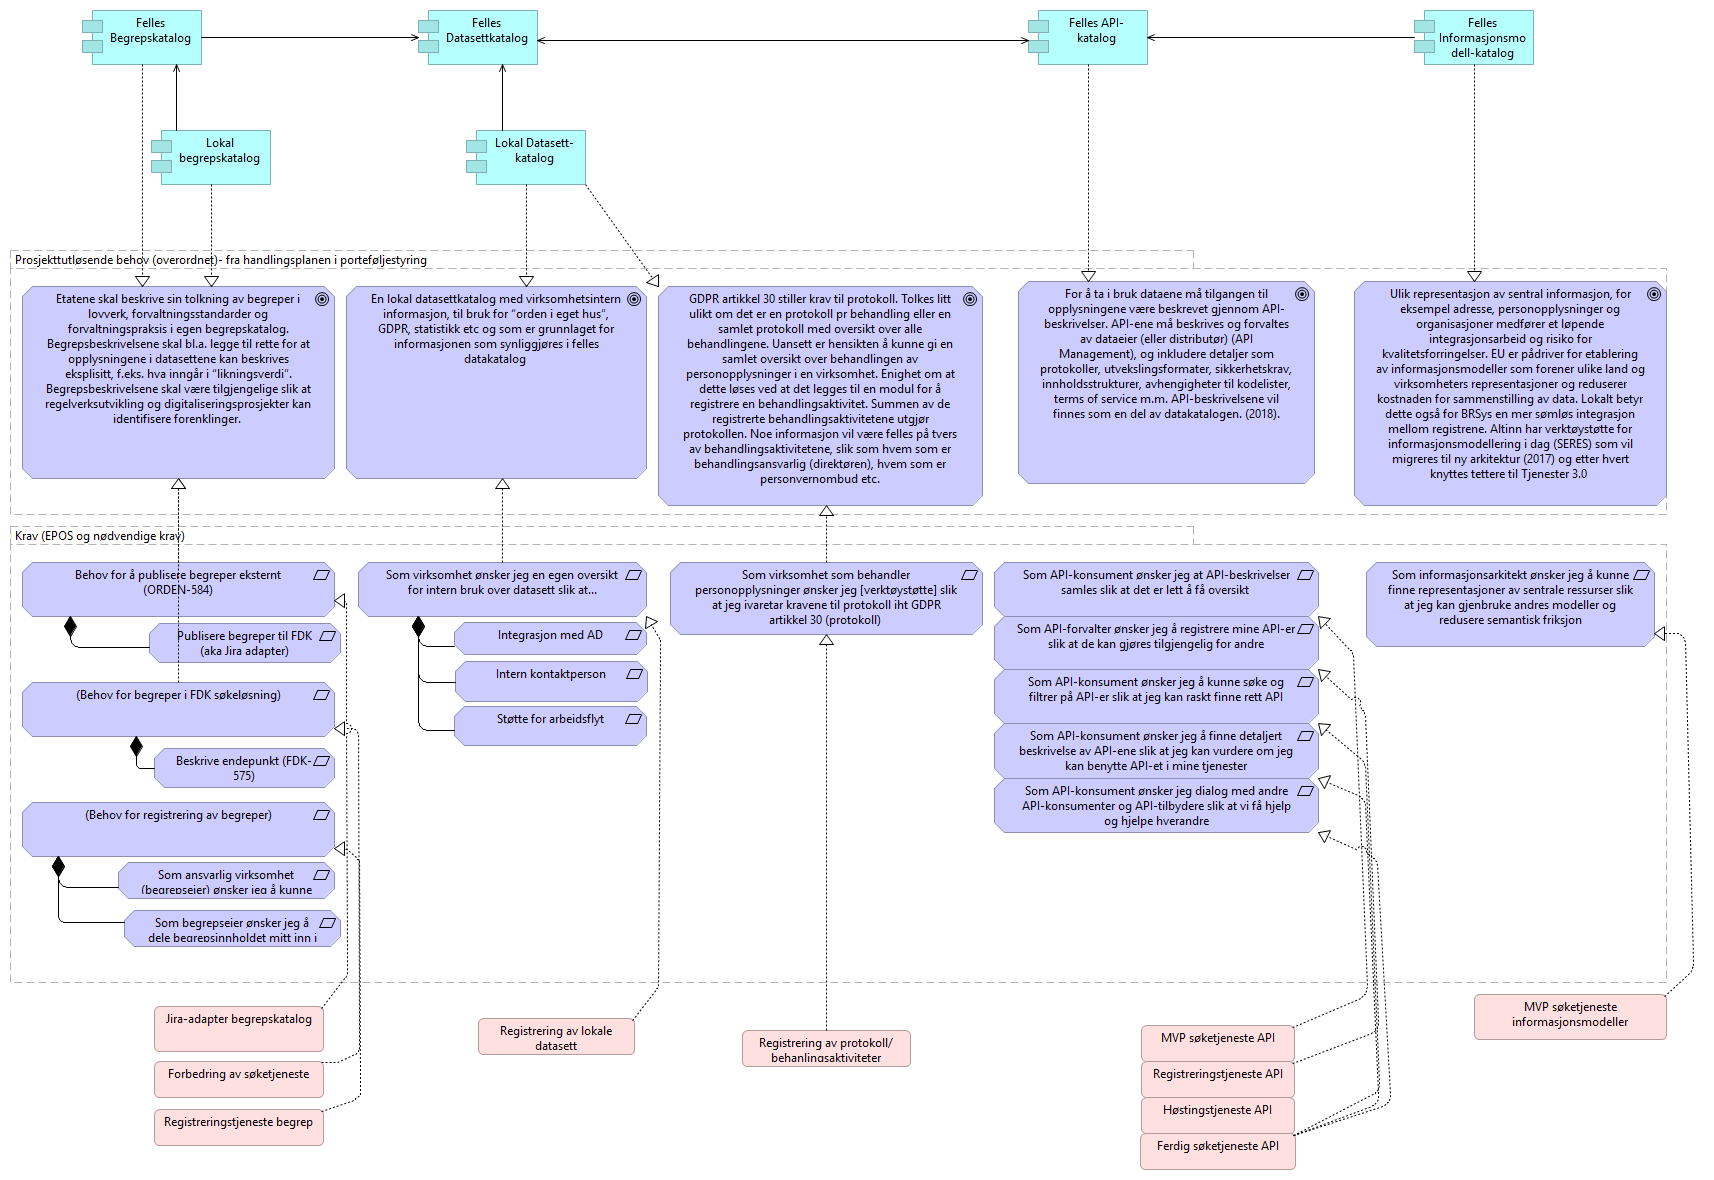 Felles
Begrepskatalog
Felles
Datasettkatalog
Felles API-
katalog
Felles
Informasjonsmo
dell-katalog
Lokal
begrepskatalog
Lokal Datasett-
katalog
Prosjekttutløsende behov (overordnet)- fra handlingsplanen i porteføljestyring
Etatene skal beskrive sin tolkning av begreper i
lovverk, forvaltningsstandarder og
forvaltningspraksis i egen begrepskatalog.
Begrepsbeskrivelsene skal bl.a. legge til rette for at
opplysningene i datasettene kan beskrives
eksplisitt, f.eks. hva inngår i “likningsverdi”.
Begrepsbeskrivelsene skal være tilgjengelige slik at
regelverksutvikling og digitaliseringsprosjekter kan
identifisere forenklinger.
En lokal datasettkatalog med virksomhetsintern
informasjon, til bruk for “orden i eget hus”,
GDPR, statistikk etc og som er grunnlaget for
informasjonen som synliggjøres i felles
datakatalog
GDPR artikkel 30 stiller krav til protokoll. Tolkes litt
ulikt om det er en protokoll pr behandling eller en
samlet protokoll med oversikt over alle
behandlingene. Uansett er hensikten å kunne gi en
samlet oversikt over behandlingen av
personopplysninger i en virksomhet. Enighet om at
dette løses ved at det legges til en modul for å
registrere en behandlingsaktivitet. Summen av de
registrerte behandlingsaktivitetene utgjør
protokollen. Noe informasjon vil være felles på tvers
av behandlingsaktivitetene, slik som hvem som er
behandlingsansvarlig (direktøren), hvem som er
personvernombud etc.
For å ta i bruk dataene må tilgangen til
opplysningene være beskrevet gjennom API-
beskrivelser. API-ene må beskrives og forvaltes
av dataeier (eller distributør) (API
Management), og inkludere detaljer som
protokoller, utvekslingsformater, sikkerhetskrav,
innholdsstrukturer, avhengigheter til kodelister,
terms of service m.m. API-beskrivelsene vil
finnes som en del av datakatalogen. (2018).
Ulik representasjon av sentral informasjon, for
eksempel adresse, personopplysninger og
organisasjoner medfører et løpende
integrasjonsarbeid og risiko for
kvalitetsforringelser. EU er pådriver for etablering
av informasjonsmodeller som forener ulike land og
virksomheters representasjoner og reduserer
kostnaden for sammenstilling av data. Lokalt betyr
dette også for BRSys en mer sømløs integrasjon
mellom registrene. Altinn har verktøystøtte for
informasjonsmodellering i dag (SERES) som vil
migreres til ny arkitektur (2017) og etter hvert
knyttes tettere til Tjenester 3.0
Krav (EPOS og nødvendige krav)
Behov for å publisere begreper eksternt
(ORDEN-584)
Publisere begreper til FDK
(aka Jira adapter)
(Behov for begreper i FDK søkeløsning)
Beskrive endepunkt (FDK-
575)
(Behov for registrering av begreper)
Som ansvarlig virksomhet
(begrepseier) ønsker jeg å kunne
Som begrepseier ønsker jeg å
dele begrepsinnholdet mitt inn i
Som virksomhet ønsker jeg en egen oversikt
for intern bruk over datasett slik at...
Integrasjon med AD
Intern kontaktperson
Støtte for arbeidsflyt
Som virksomhet som behandler
personopplysninger ønsker jeg [verktøystøtte] slik
at jeg ivaretar kravene til protokoll iht GDPR
artikkel 30 (protokoll)
Som API-konsument ønsker jeg at API-beskrivelser
samles slik at det er lett å få oversikt
Som API-forvalter ønsker jeg å registrere mine API-er
slik at de kan gjøres tilgjengelig for andre
Som API-konsument ønsker jeg å kunne søke og
filtrer på API-er slik at jeg kan raskt finne rett API
Som API-konsument ønsker jeg å finne detaljert
beskrivelse av API-ene slik at jeg kan vurdere om jeg
kan benytte API-et i mine tjenester
Som API-konsument ønsker jeg dialog med andre
API-konsumenter og API-tilbydere slik at vi få hjelp
og hjelpe hverandre
Som informasjonsarkitekt ønsker jeg å kunne
finne representasjoner av sentrale ressurser slik
at jeg kan gjenbruke andres modeller og
redusere semantisk friksjon
Jira-adapter begrepskatalog
Forbedring av søketjeneste
Registreringstjeneste begrep
Registrering av lokale
datasett
Registrering av protokoll/
behanlingsaktiviteter
MVP søketjeneste API
Registreringstjeneste API
Høstingstjeneste API
Ferdig søketjeneste API
MVP søketjeneste
informasjonsmodeller